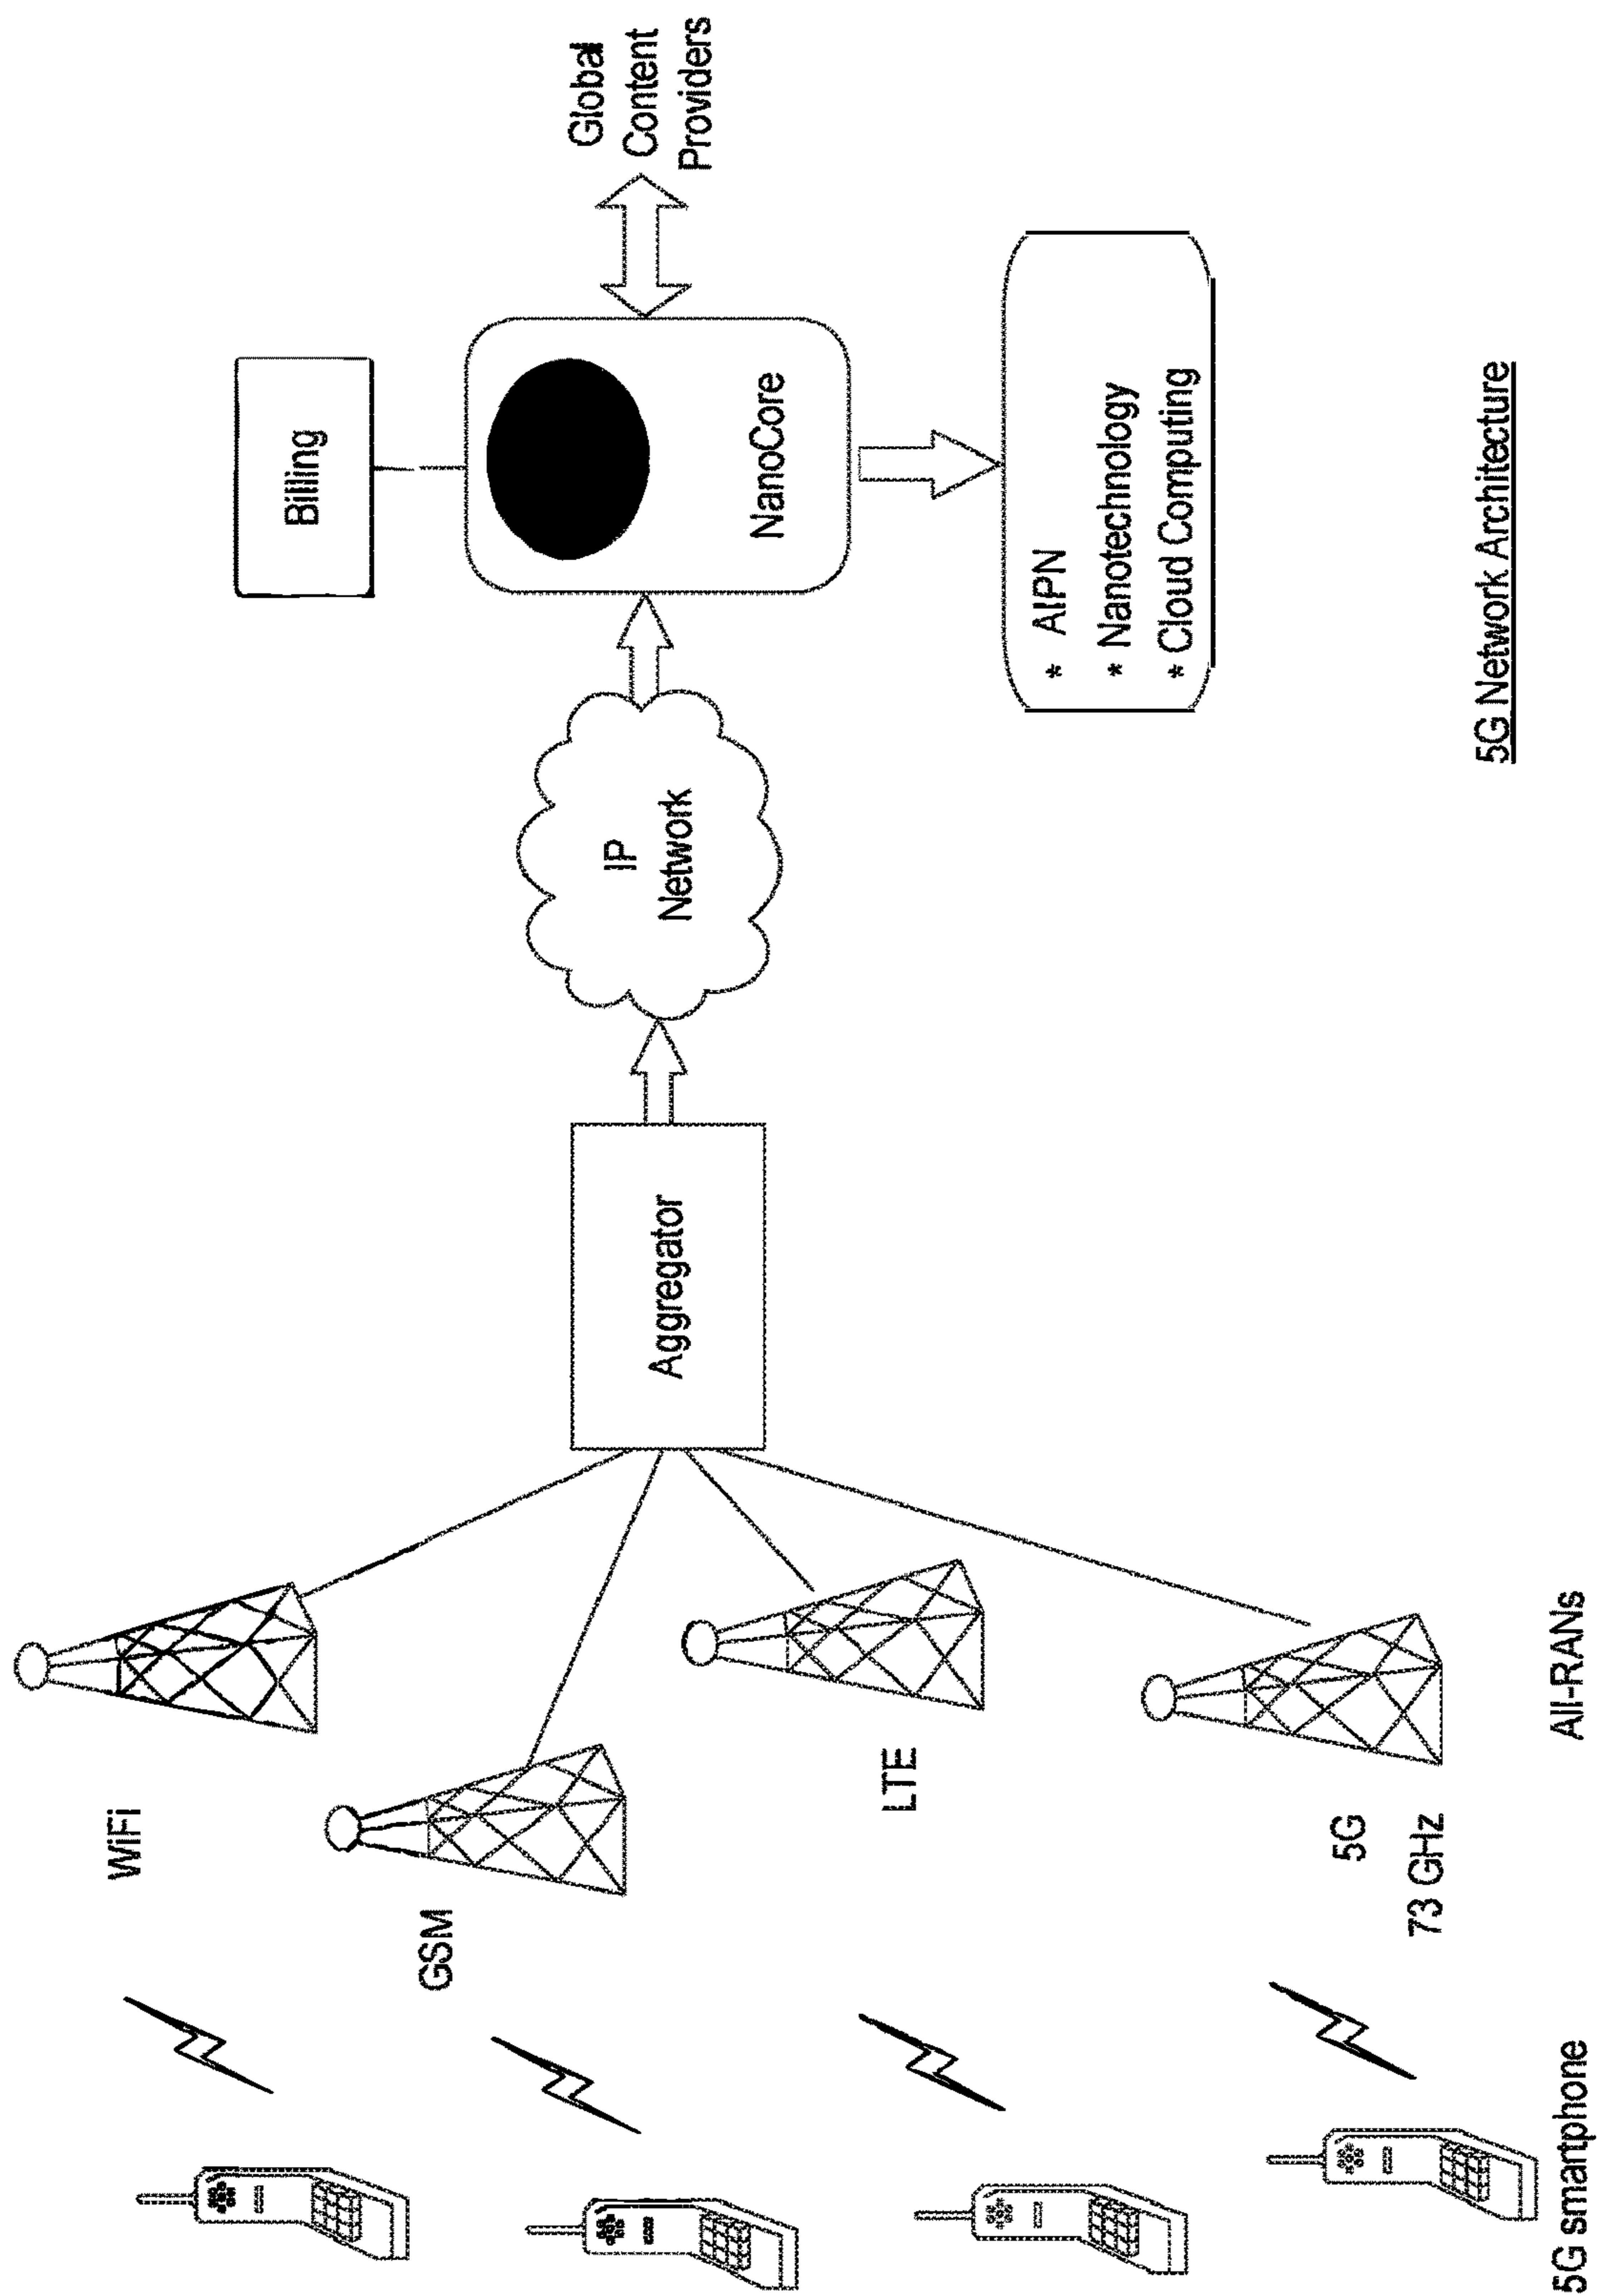 WiFi
GSM
LTE
5G
73 GHz
5G smartphone
All-RANs
Aggregator
IP
Network
Billing
NanoCore
Global
Content
Providers
* AIPN
* Nanotechnology
* Cloud Computing
5G Network Architecture